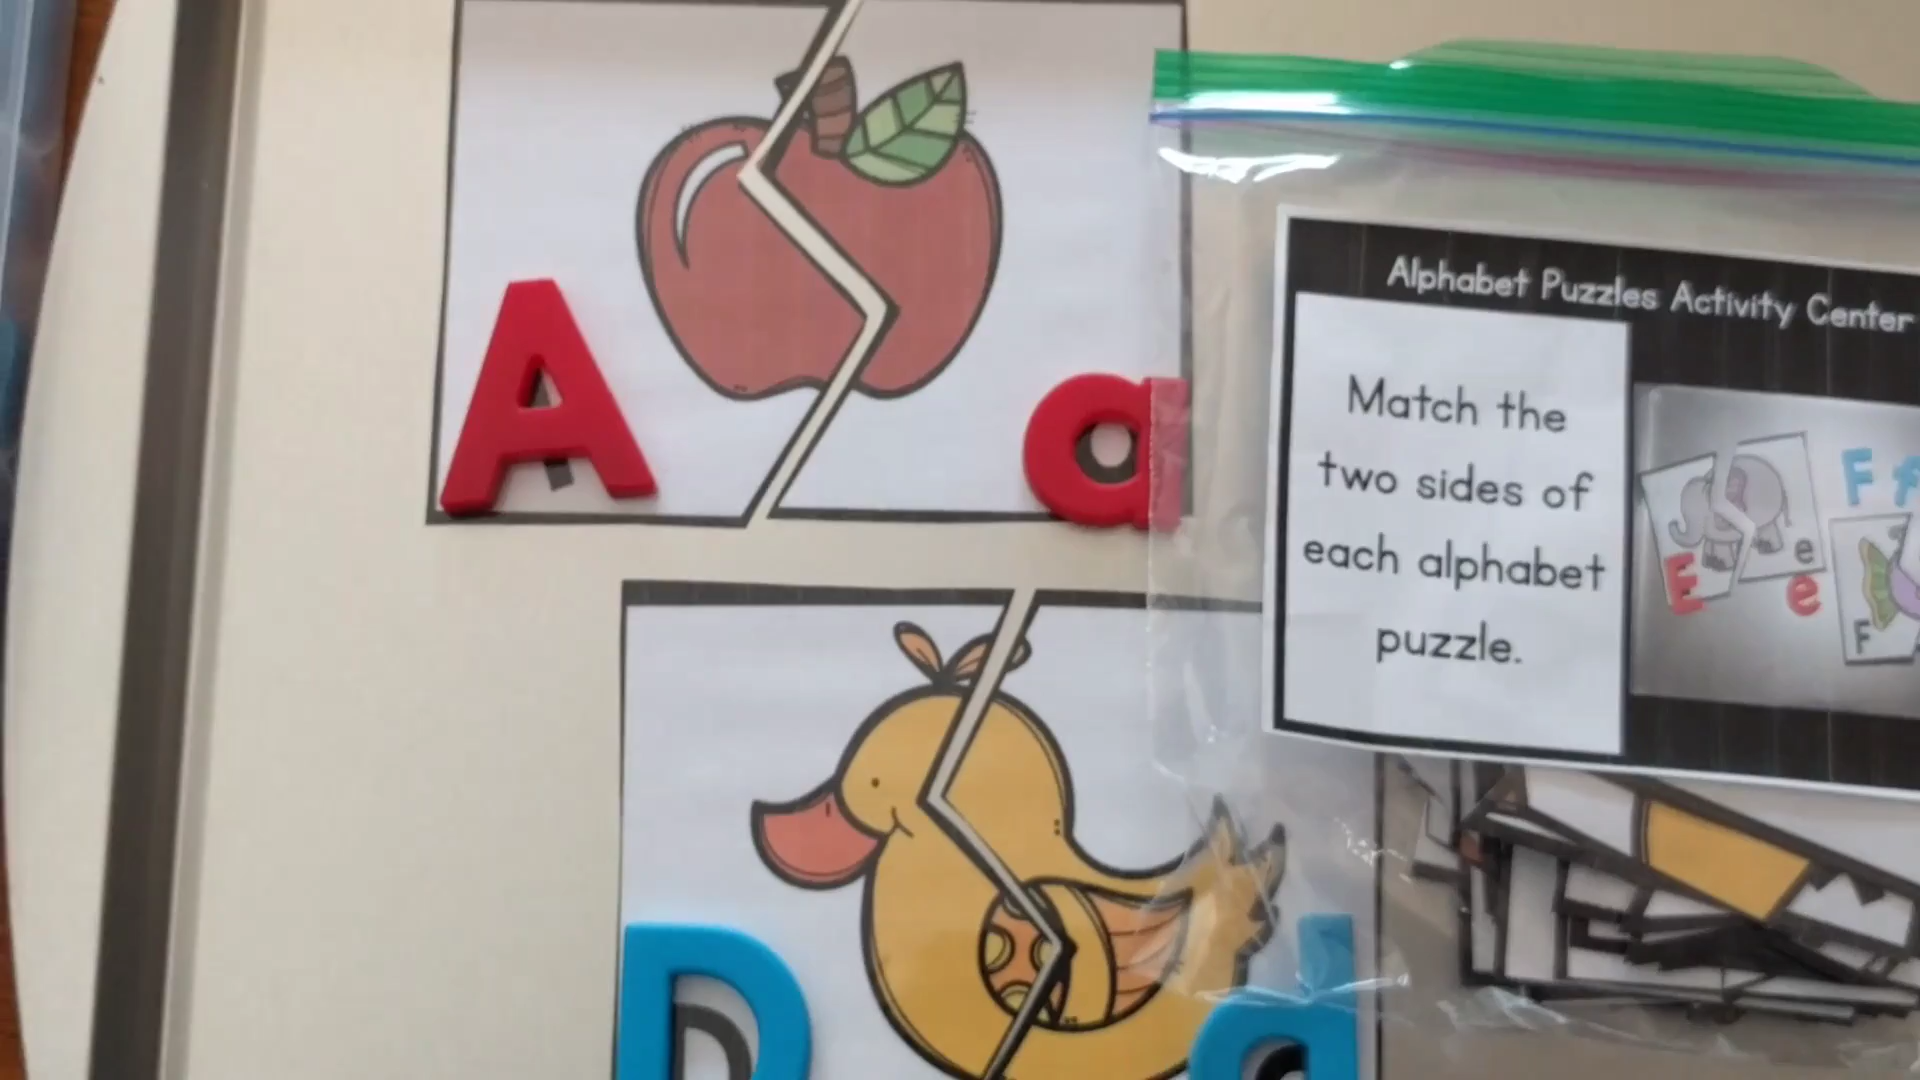 A a
Alphabet Puzzles Activity Center
Match the
two sides of
each alphabet
puzzle.
F f
e
E e
F
D d